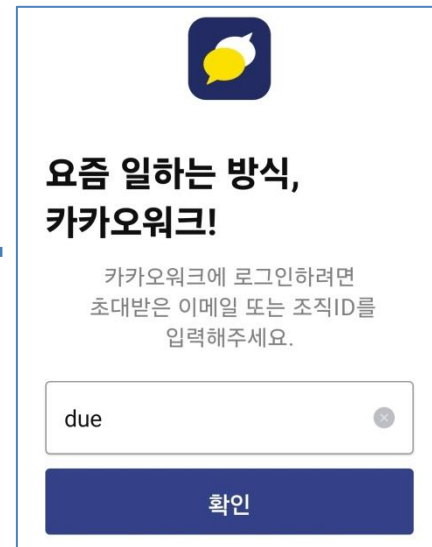 요즘 일하는 방식,
카카오워크!
카카오워크에 로그인하려면
초대받은 이메일 또는 조직ID를
입력해주세요.
due
확인